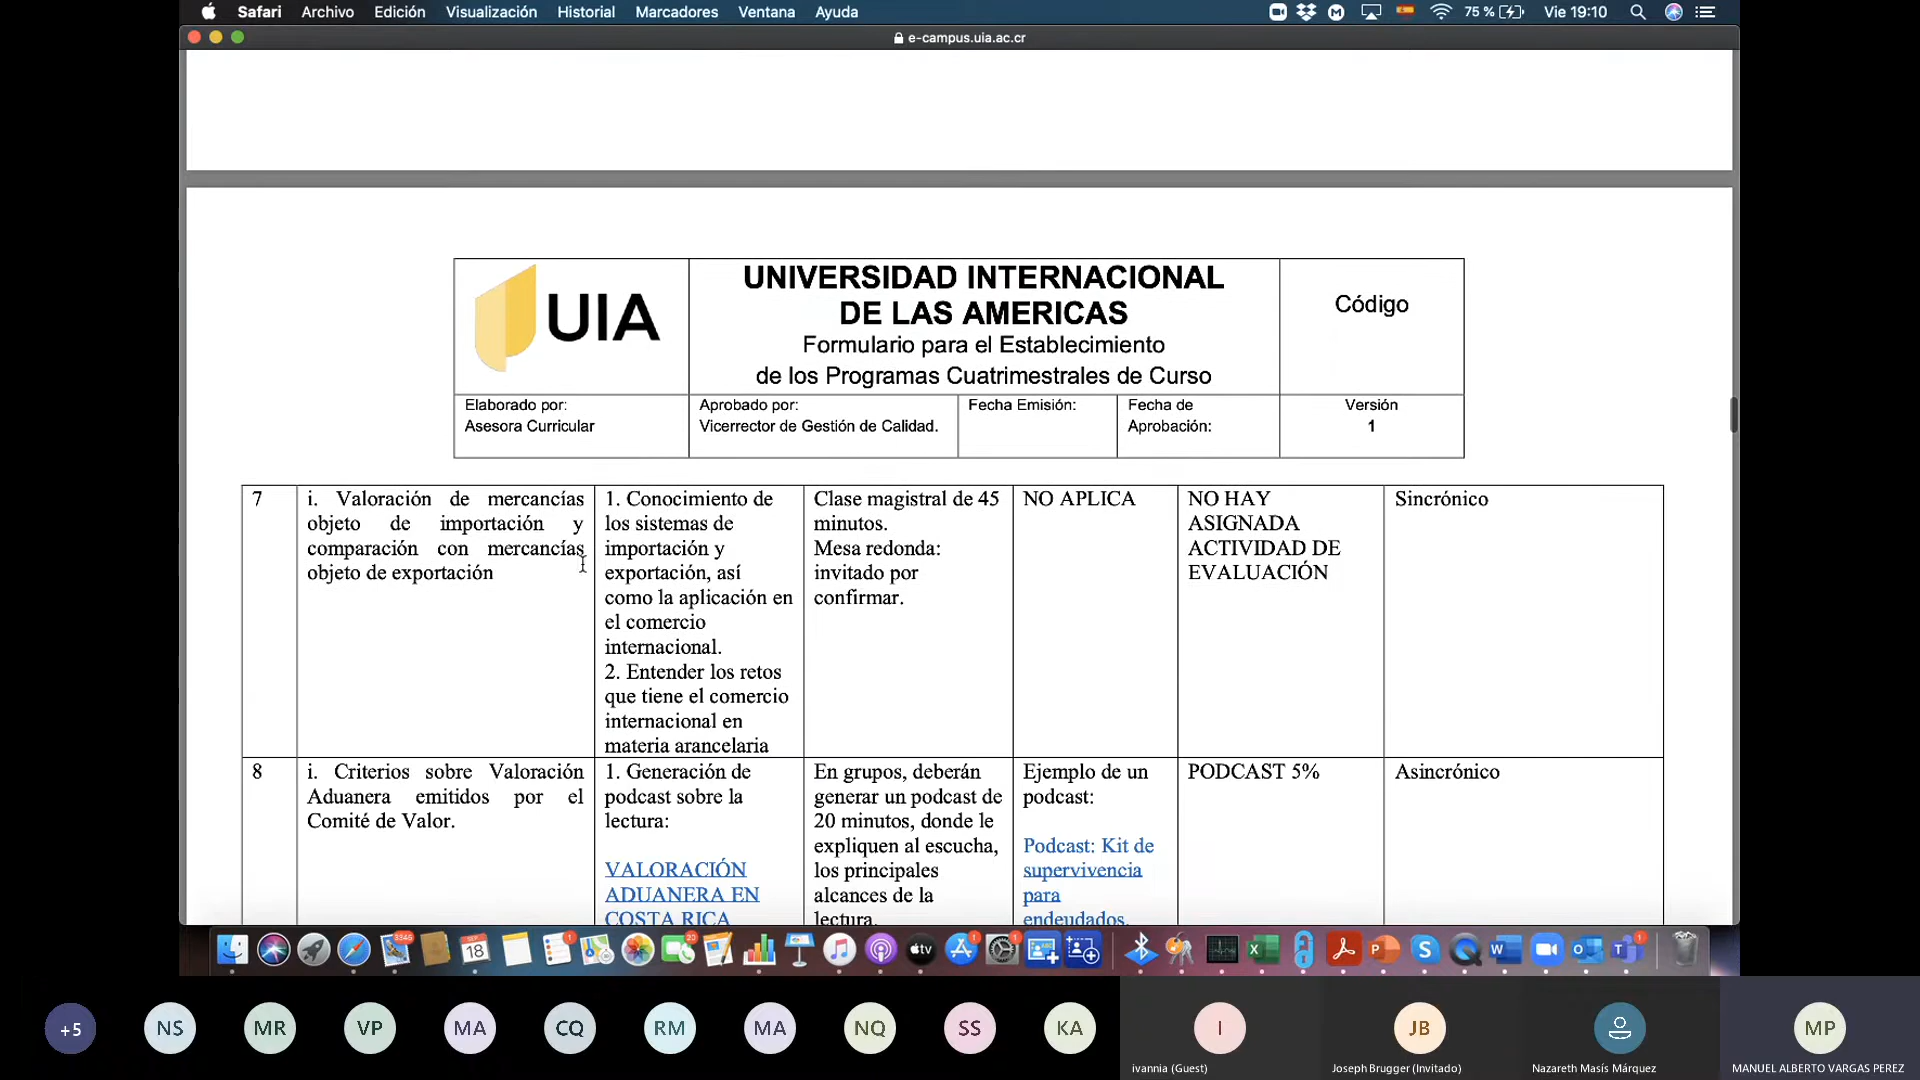 Safari Archivo Edición Visualización Historial Marcadores Ventana Ayuda 75 % Vie 19:10
e-campus.uia.ac.cr
UIA
UNIVERSIDAD INTERNACIONAL
DE LAS AMERICAS
Formulario para el Establecimiento
de los Programas Cuatrimestrales de Curso
Código
Elaborado por:
Asesora Curricular
Aprobado por:
Vicerrector de Gestión de Calidad.
Fecha Emisión:
Fecha de
Aprobación:
Versión
1
7
i. Valoración de mercancías
objeto de importación y
comparación con mercancías
objeto de exportación
1. Conocimiento de
los sistemas de
importación y
exportación, así
como la aplicación en
el comercio
internacional.
2. Entender los retos
que tiene el comercio
internacional en
materia arancelaria
Clase magistral de 45
minutos.
Mesa redonda:
invitado por
confirmar.
NO APLICA
NO HAY
ASIGNADA
ACTIVIDAD DE
EVALUACIÓN
Sincrónico
8
i. Criterios sobre Valoración
Aduanera emitidos por el
Comité de Valor.
1. Generación de
podcast sobre la
lectura:
VALORACIÓN
ADUANERA EN
COSTA RICA
En grupos, deberán
generar un podcast de
20 minutos, donde le
expliquen al escucha,
los principales
alcances de la
lectura.
Ejemplo de un
podcast:
Podcast: Kit de
supervivencia
para
endeudados.
PODCAST 5%
Asincrónico
18
tv
+5 NS MR VP MA CQ RM MA NQ SS KA I JB MP
ivannia (Guest) Joseph Brugger (Invitado) Nazareth Masís Márquez MANUEL ALBERTO VARGAS PEREZ